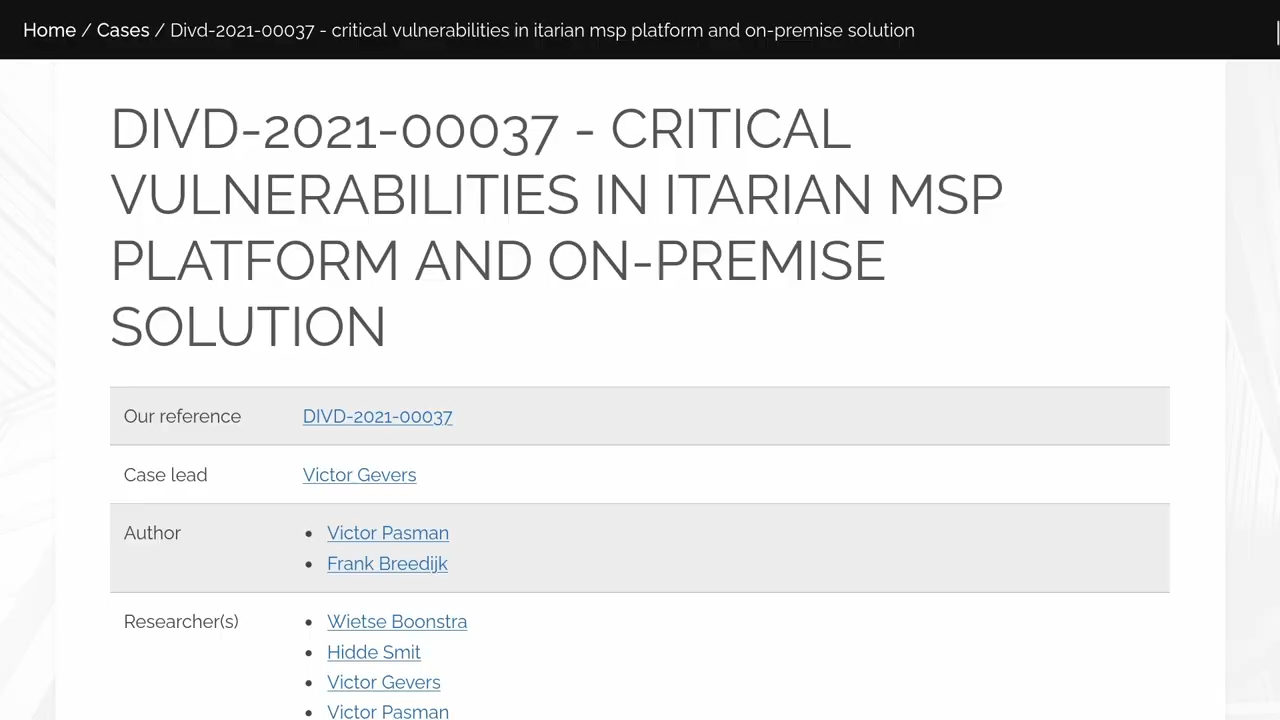 Home / Cases / Divd-2021-00037 - critical vulnerabilities in itarian msp platform and on-premise solution
DIVD-2021-00037 - CRITICAL
VULNERABILITIES IN ITARIAN MSP
PLATFORM AND ON-PREMISE
SOLUTION
Our reference DIVD-2021-00037
Case lead Victor Gevers
Author • Victor Pasman
• Frank Breedijk
Researcher(s) • Wietse Boonstra
• Hidde Smit
• Victor Gevers
• Victor Pasman